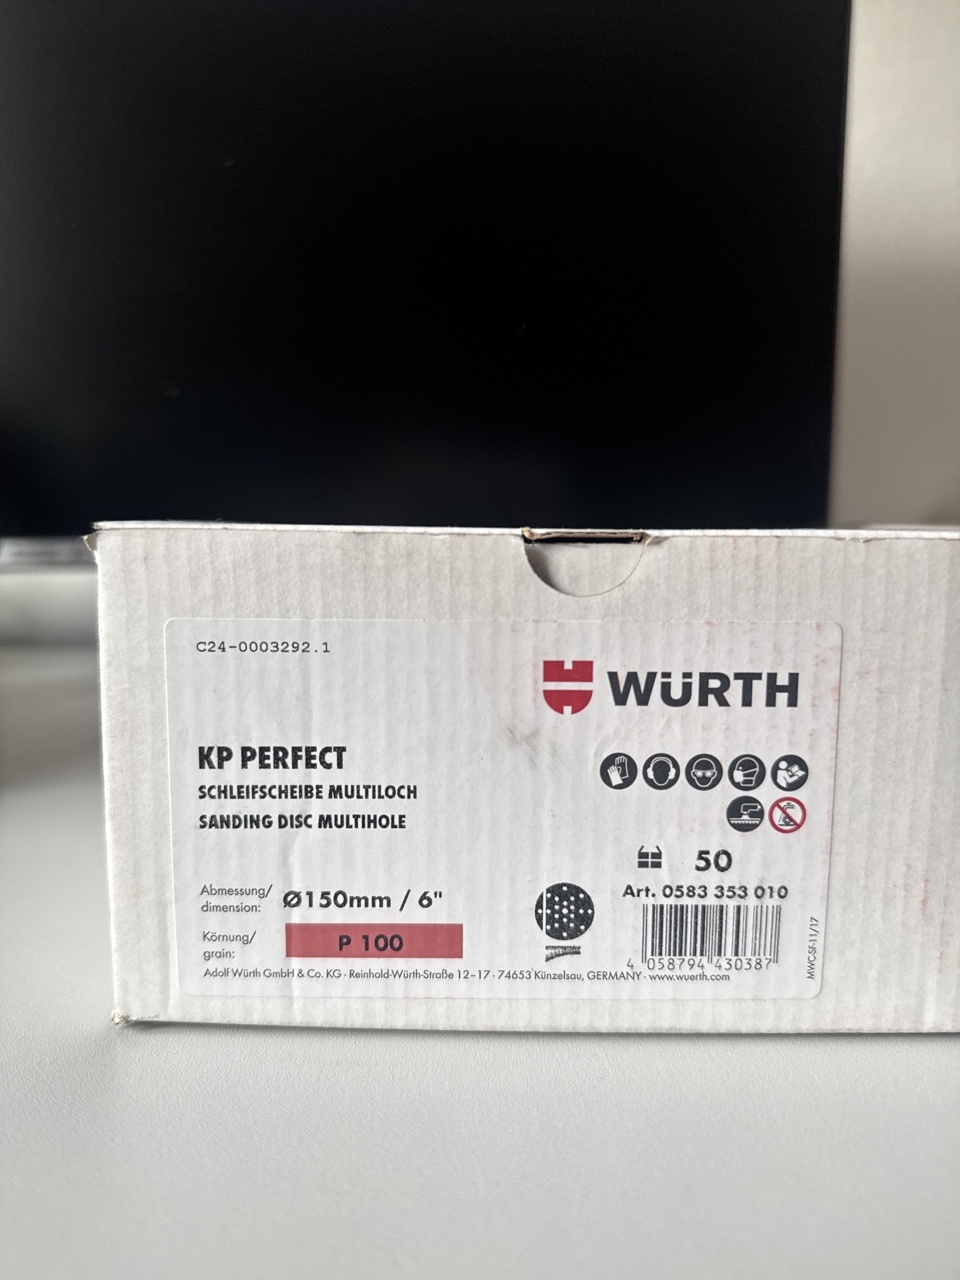 C24-0003292.1
WÜRTH
KP PERFECT
SCHLEIFSCHEIBE MULTILOCH
SANDING DISC MULTIHOLE
50
Abmessung/
dimension: Ø150mm / 6"
Art. 0583 353 010
Körnung/
grain: P 100
4 058794 430387
MWC-SF-11/17
Adolf Würth GmbH & Co. KG · Reinhold-Würth-Straße 12-17 · 74653 Künzelsau, GERMANY · www.wuerth.com